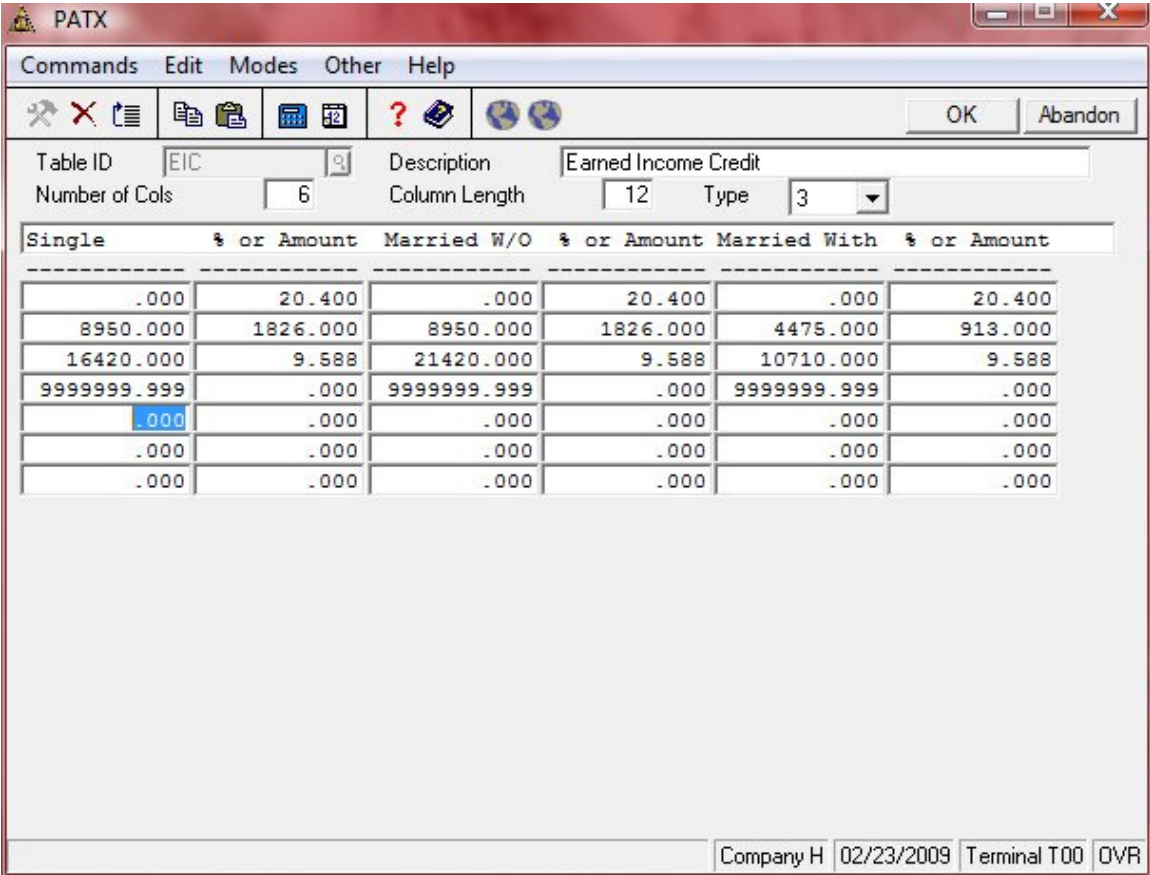 PATX
Commands Edit Modes Other Help
OK Abandon
Table ID EIC Description Earned Income Credit
Number of Cols 6 Column Length 12 Type 3
Single % or Amount Married W/O % or Amount Married With % or Amount
------------ ------------ ------------ ------------ ------------ ------------
.000 20.400 .000 20.400 .000 20.400
8950.000 1826.000 8950.000 1826.000 4475.000 913.000
16420.000 9.588 21420.000 9.588 10710.000 9.588
9999999.999 .000 9999999.999 .000 9999999.999 .000
.000 .000 .000 .000 .000 .000
.000 .000 .000 .000 .000 .000
.000 .000 .000 .000 .000 .000
Company H 02/23/2009 Terminal T00 OVR